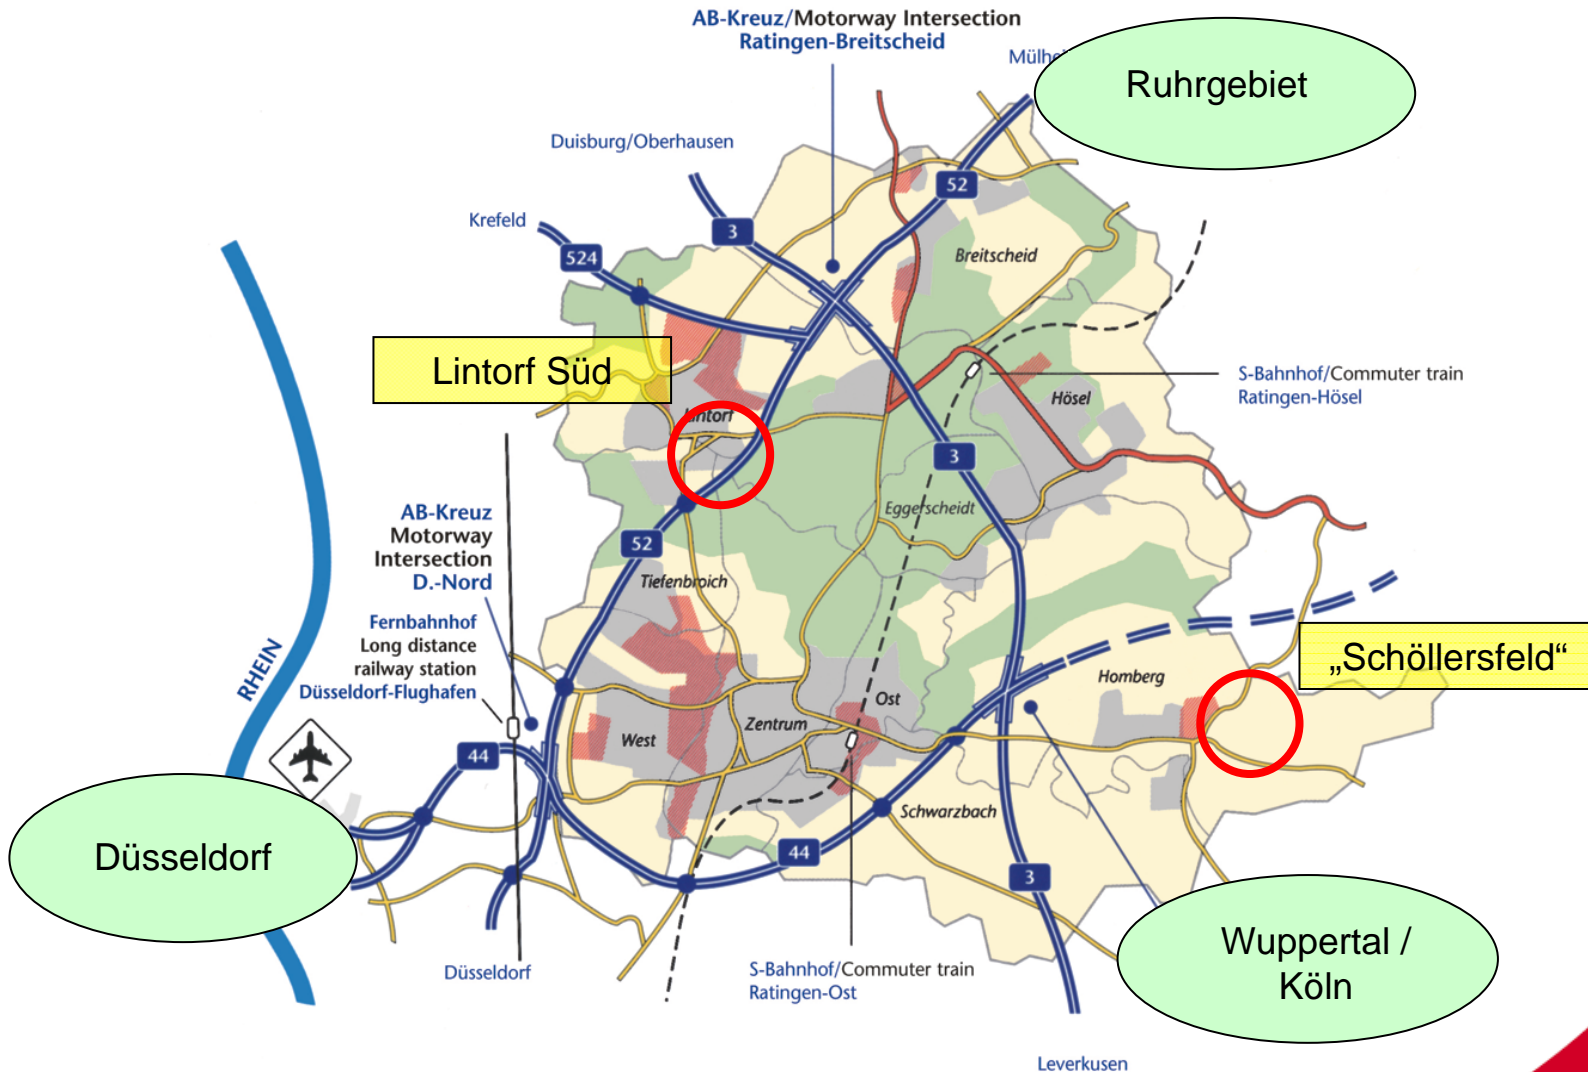 AB-Kreuz/Motorway Intersection
Ratingen-Breitscheid
Ruhrgebiet
Duisburg/Oberhausen
Krefeld
52
3
524
Breitscheid
Lintorf Süd
S-Bahnhof/Commuter train
Ratingen-Hösel
Hösel
Lintorf
3
AB-Kreuz
Motorway
Intersection
D.-Nord
Eggerscheidt
52
Tiefenbroich
Fernbahnhof
Long distance
railway station
Düsseldorf-Flughafen
RHEIN
„Schöllersfeld“
Homberg
Ost
Zentrum
West
44
Schwarzbach
Düsseldorf
44
3
Wuppertal /
Köln
Düsseldorf
S-Bahnhof/Commuter train
Ratingen-Ost
Leverkusen